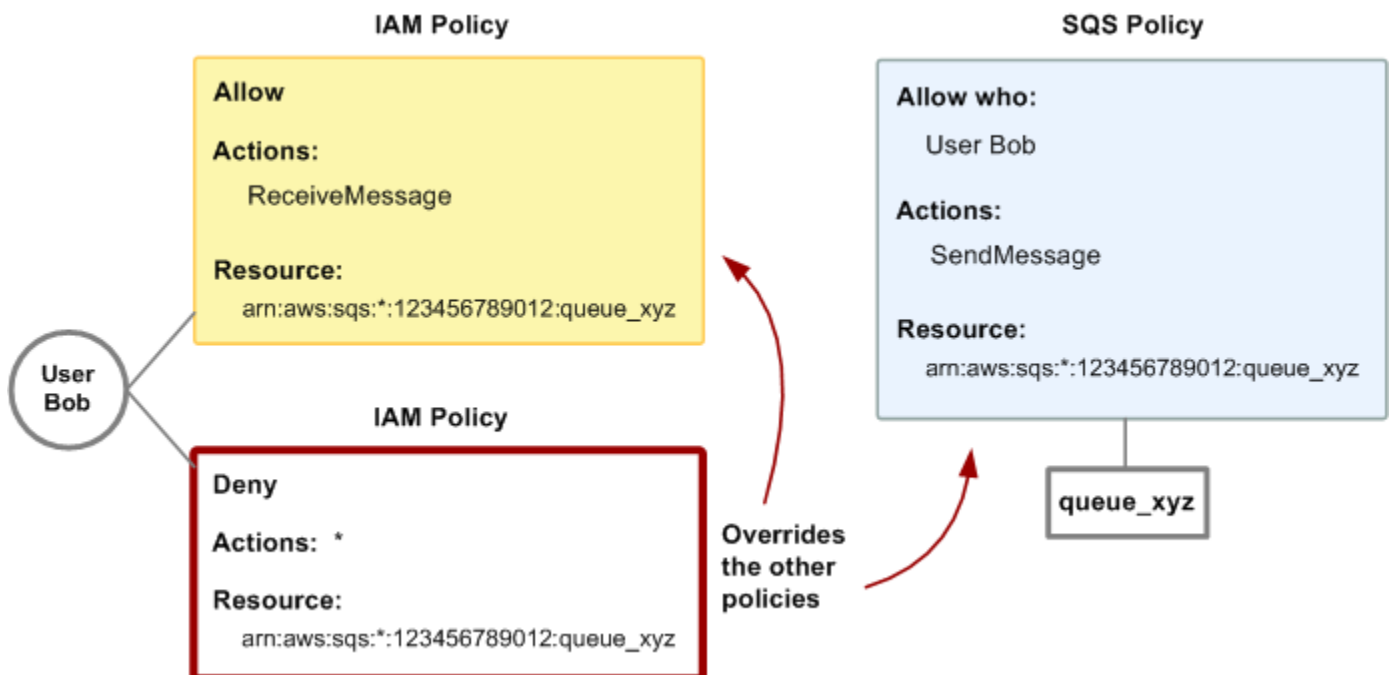 IAM Policy
Allow
Actions:
ReceiveMessage
Resource:
arn:aws:sqs:*:123456789012:queue_xyz
User
Bob
IAM Policy
Deny
Actions: *
Resource:
arn:aws:sqs:*:123456789012:queue_xyz
Overrides
the other
policies
SQS Policy
Allow who:
User Bob
Actions:
SendMessage
Resource:
arn:aws:sqs:*:123456789012:queue_xyz
queue_xyz